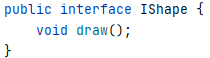 public interface IShape {
    void draw();
}